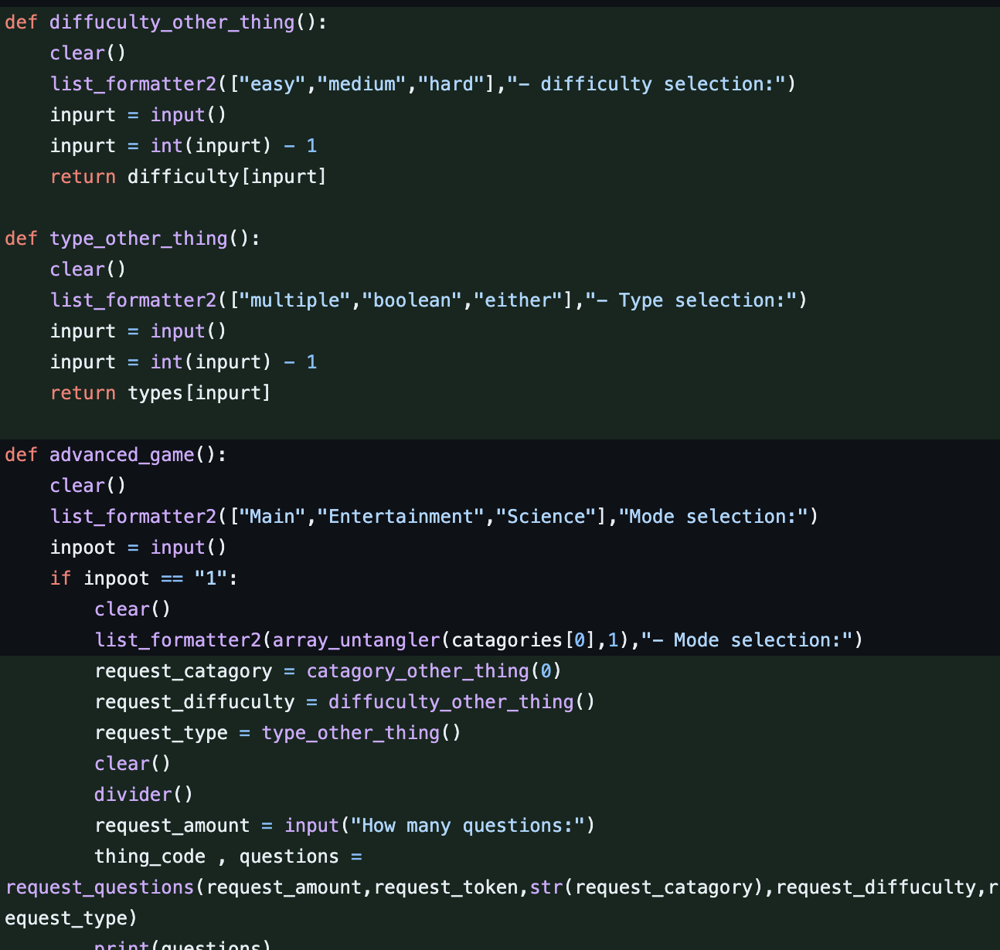 def diffuculty_other_thing():
    clear()
    list_formatter2(["easy","medium","hard"],"- difficulty selection:")
    inpurt = input()
    inpurt = int(inpurt) - 1
    return difficulty[inpurt]

def type_other_thing():
    clear()
    list_formatter2(["multiple","boolean","either"],"- Type selection:")
    inpurt = input()
    inpurt = int(inpurt) - 1
    return types[inpurt]

def advanced_game():
    clear()
    list_formatter2(["Main","Entertainment","Science"],"Mode selection:")
    inpoot = input()
    if inpoot == "1":
        clear()
        list_formatter2(array_untangler(catagories[0],1),"- Mode selection:")
        request_catagory = catagory_other_thing(0)
        request_diffuculty = diffuculty_other_thing()
        request_type = type_other_thing()
        clear()
        divider()
        request_amount = input("How many questions:")
        thing_code , questions =
request_questions(request_amount,request_token,str(request_catagory),request_diffuculty,r
equest_type)
        print(questions)